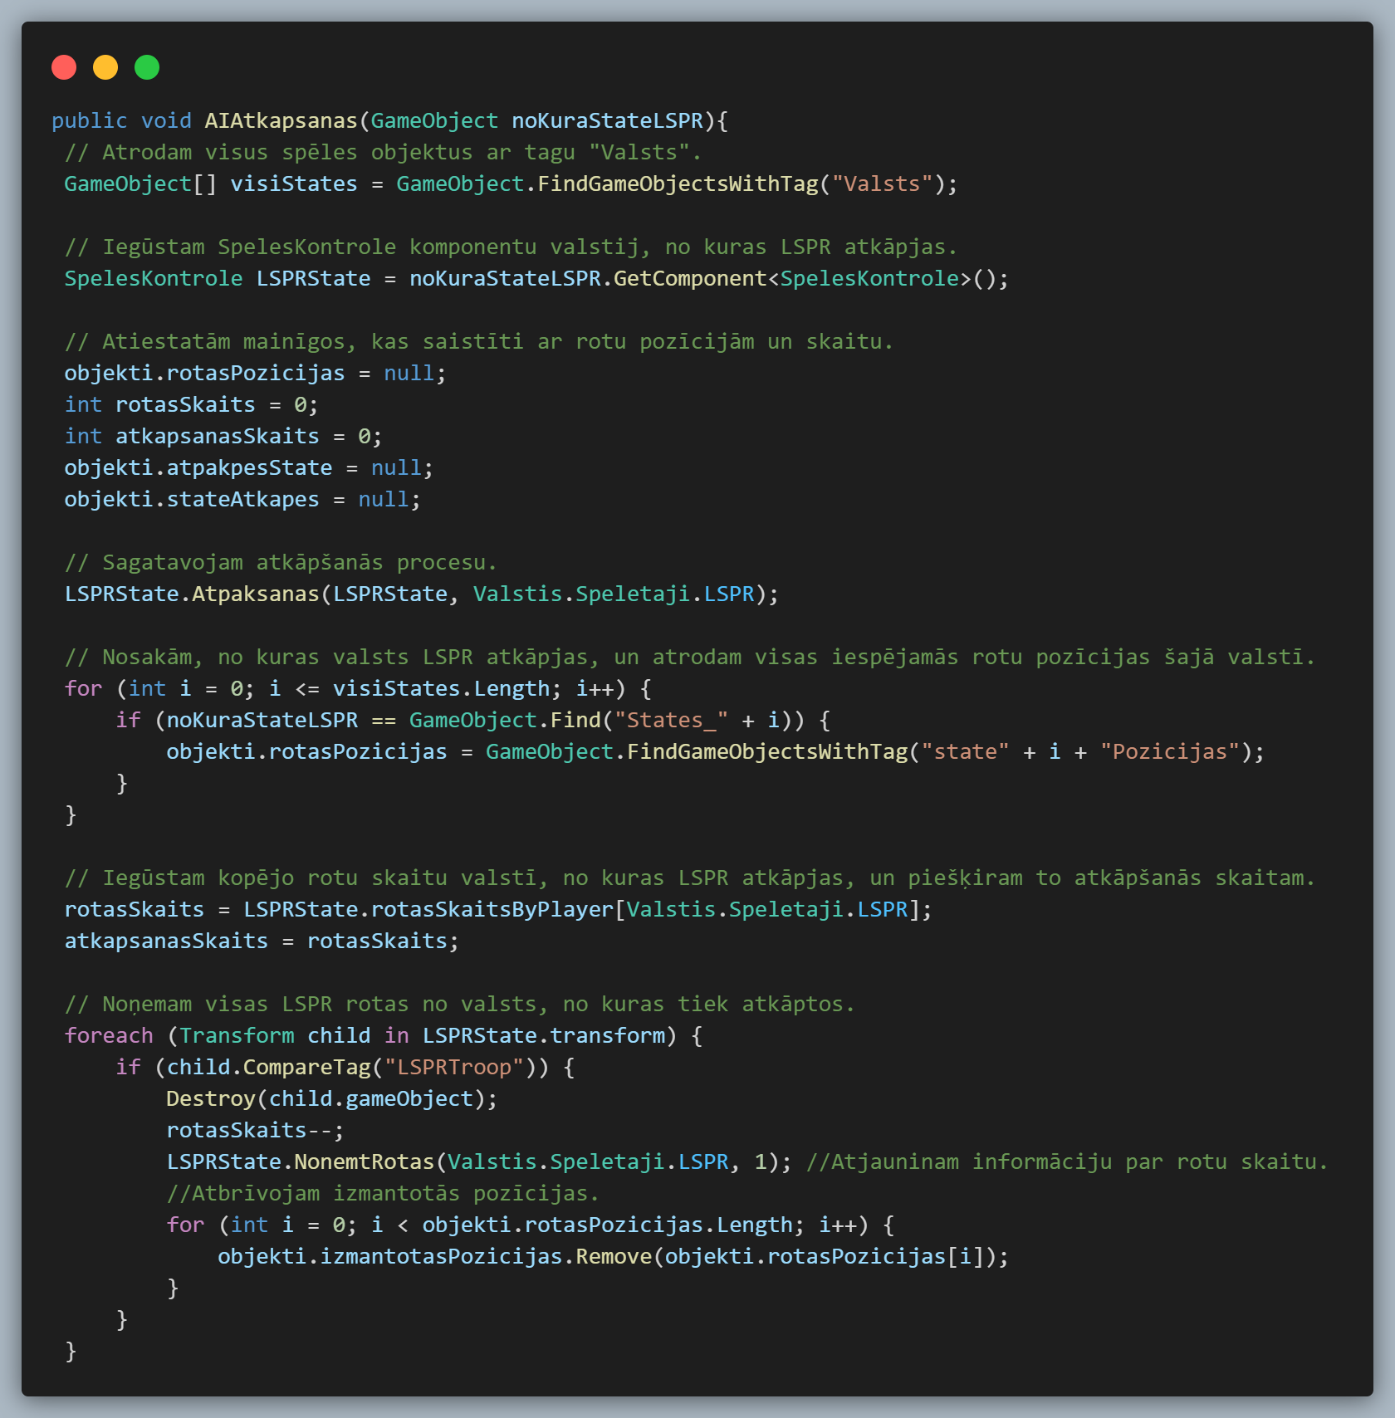 public void AIAtkapsanas(GameObject noKuraStateLSPR){
// Atrodam visus spēles objektus ar tagu "Valsts".
GameObject[] visiStates = GameObject.FindGameObjectsWithTag("Valsts");
// Iegūstam SpelesKontrole komponentu valstij, no kuras LSPR atkāpjas.
SpelesKontrole LSPRState = noKuraStateLSPR.GetComponent<SpelesKontrole>();
// Atiestatām mainīgos, kas saistīti ar rotu pozīcijām un skaitu.
objekti.rotasPozicijas = null;
int rotasSkaits = 0;
int atkapsanasSkaits = 0;
objekti.atpakpesState = null;
objekti.stateAtkapes = null;
// Sagatavojam atkāpšanās procesu.
LSPRState.Atpaksanas(LSPRState, Valstis.Speletaji.LSPR);
// Nosakām, no kuras valsts LSPR atkāpjas, un atrodam visas iespējamās rotu pozīcijas šajā valstī.
for (int i = 0; i <= visiStates.Length; i++) {
if (noKuraStateLSPR == GameObject.Find("States_" + i)) {
objekti.rotasPozicijas = GameObject.FindGameObjectsWithTag("state" + i + "Pozicijas");
}
}
// Iegūstam kopējo rotu skaitu valstī, no kuras LSPR atkāpjas, un piešķiram to atkāpšanās skaitam.
rotasSkaits = LSPRState.rotasSkaitsByPlayer[Valstis.Speletaji.LSPR];
atkapsanasSkaits = rotasSkaits;
// Noņemam visas LSPR rotas no valsts, no kuras tiek atkāptos.
foreach (Transform child in LSPRState.transform) {
if (child.CompareTag("LSPRTroop")) {
Destroy(child.gameObject);
rotasSkaits--;
LSPRState.NonemtRotas(Valstis.Speletaji.LSPR, 1); //Atjauninam informāciju par rotu skaitu.
//Atbrīvojam izmantotās pozīcijas.
for (int i = 0; i < objekti.rotasPozicijas.Length; i++) {
objekti.izmantotasPozicijas.Remove(objekti.rotasPozicijas[i]);
}
}
}